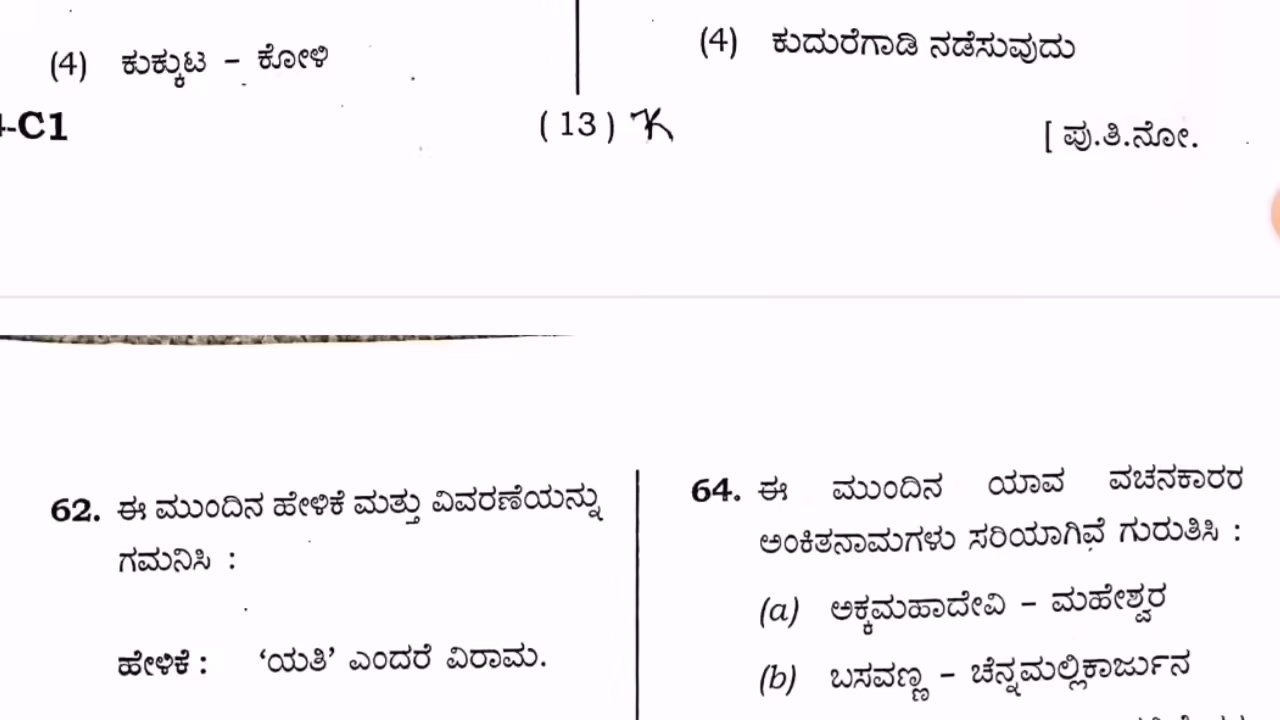 (4) ಕುಕ್ಕುಟ – ಕೋಳಿ
(4) ಕುದುರೆಗಾಡಿ ನಡೆಸುವುದು
-C1
( 13 ) K
[ ಪು.ತಿ.ನೋ.
62. ಈ ಮುಂದಿನ ಹೇಳಿಕೆ ಮತ್ತು ವಿವರಣೆಯನ್ನು
ಗಮನಿಸಿ :
ಹೇಳಿಕೆ : ‘ಯತಿ’ ಎಂದರೆ ವಿರಾಮ.
64. ಈ ಮುಂದಿನ ಯಾವ ವಚನಕಾರರ
ಅಂಕಿತನಾಮಗಳು ಸರಿಯಾಗಿವೆ ಗುರುತಿಸಿ :
(a) ಅಕ್ಕಮಹಾದೇವಿ – ಮಹೇಶ್ವರ
(b) ಬಸವಣ್ಣ – ಚೆನ್ನಮಲ್ಲಿಕಾರ್ಜುನ